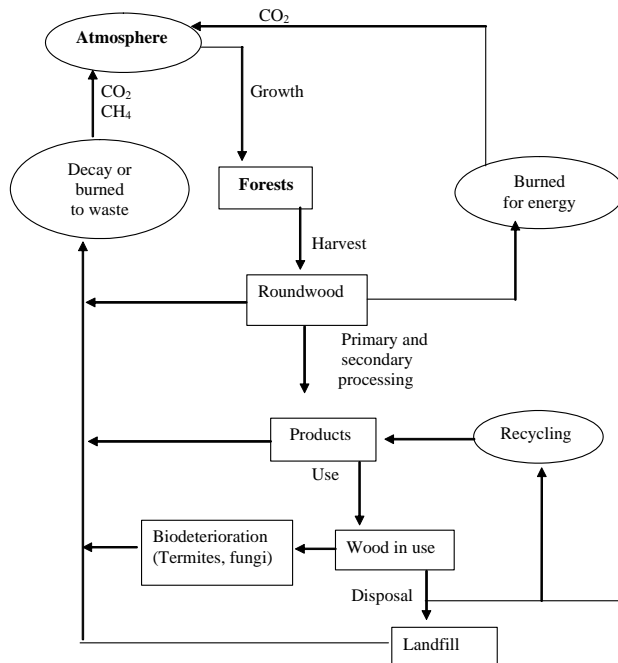 CO₂
Atmosphere
CO₂
CH₄
Growth
Decay or
burned
to waste
Forests
Burned
for energy
Harvest
Roundwood
Primary and
secondary
processing
Products
Recycling
Use
Biodeterioration
(Termites, fungi)
Wood in use
Disposal
Landfill